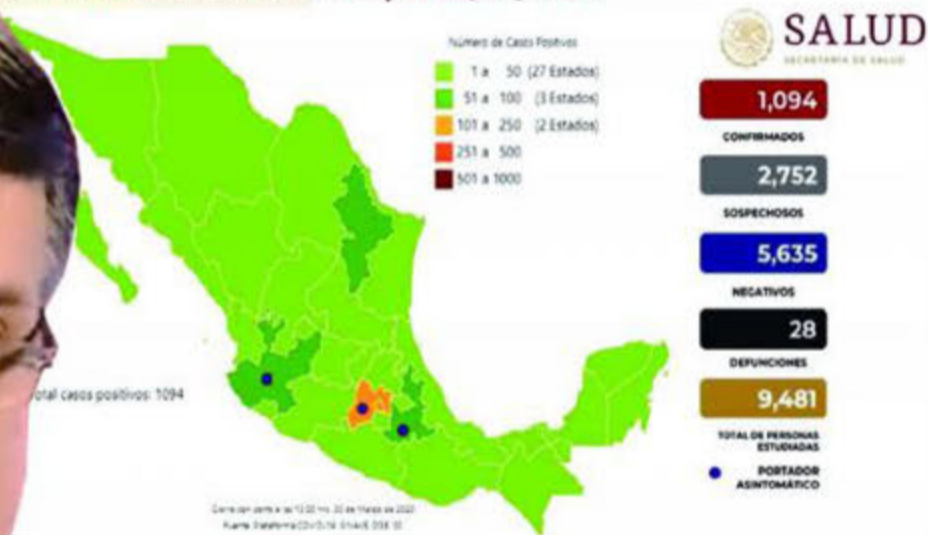 Número de Casos Positivos
1 a 50 (27 Estados)
51 a 100 (3 Estados)
101 a 250 (2 Estados)
251 a 500
501 a 1000
SALUD
SECRETARÍA DE SALUD
1,094
CONFIRMADOS
2,752
SOSPECHOSOS
5,635
NEGATIVOS
28
DEFUNCIONES
9,481
TOTAL DE PERSONAS
ESTUDIADAS
PORTADOR
ASINTOMÁTICO
otal casos positivos: 1094
de 2020